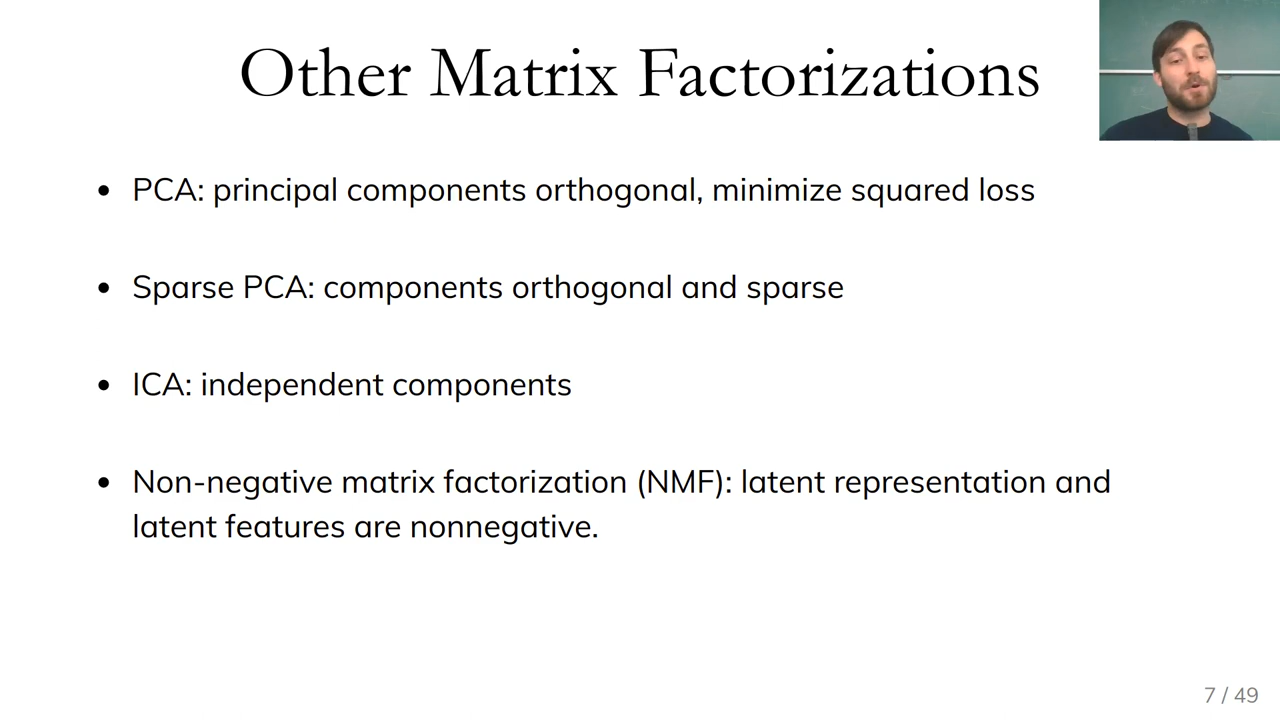 Other Matrix Factorizations
• PCA: principal components orthogonal, minimize squared loss
• Sparse PCA: components orthogonal and sparse
• ICA: independent components
• Non-negative matrix factorization (NMF): latent representation and
latent features are nonnegative.
7 / 49